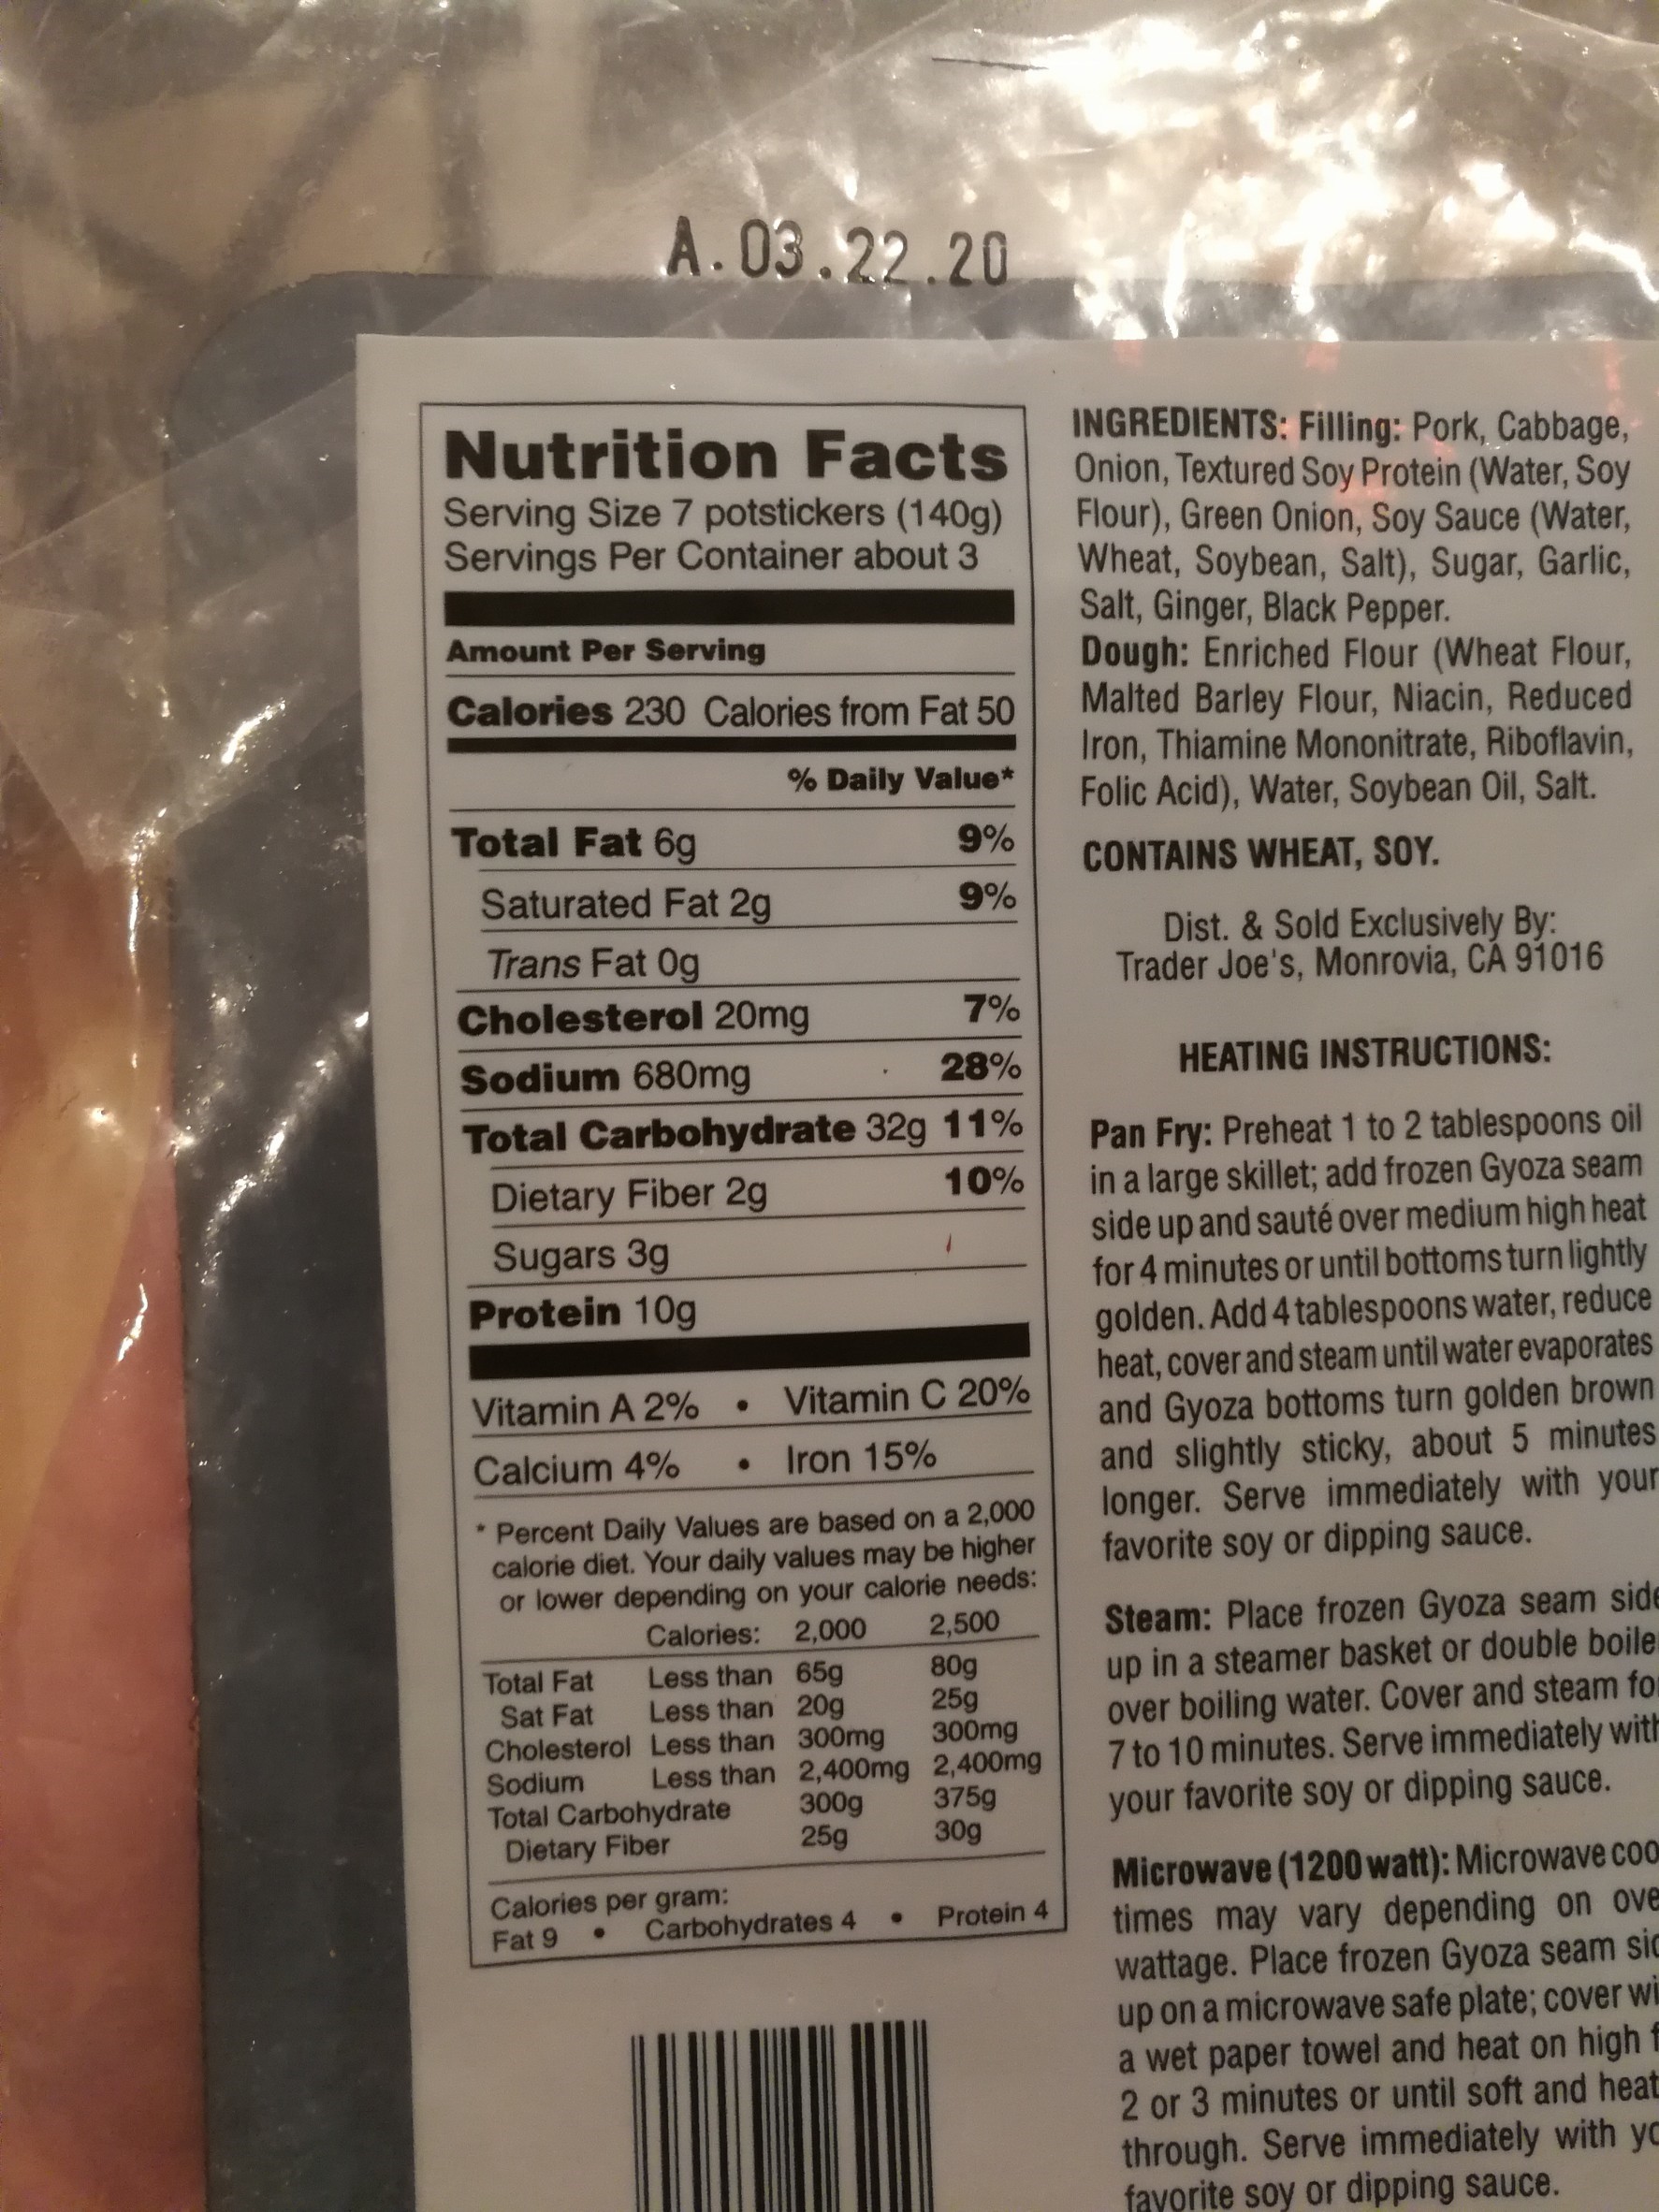 A.03.22.20
Nutrition Facts
Serving Size 7 potstickers (140g)
Servings Per Container about 3
Amount Per Serving
Calories 230 Calories from Fat 50
% Daily Value*
Total Fat 6g 9%
Saturated Fat 2g 9%
Trans Fat 0g
Cholesterol 20mg 7%
Sodium 680mg 28%
Total Carbohydrate 32g 11%
Dietary Fiber 2g 10%
Sugars 3g
Protein 10g
Vitamin A 2% • Vitamin C 20%
Calcium 4% • Iron 15%
* Percent Daily Values are based on a 2,000
calorie diet. Your daily values may be higher
or lower depending on your calorie needs:
Calories: 2,000 2,500
Total Fat Less than 65g 80g
Sat Fat Less than 20g 25g
Cholesterol Less than 300mg 300mg
Sodium Less than 2,400mg 2,400mg
Total Carbohydrate 300g 375g
Dietary Fiber 25g 30g
Calories per gram:
Fat 9 • Carbohydrates 4 • Protein 4
INGREDIENTS: Filling: Pork, Cabbage,
Onion, Textured Soy Protein (Water, Soy
Flour), Green Onion, Soy Sauce (Water,
Wheat, Soybean, Salt), Sugar, Garlic,
Salt, Ginger, Black Pepper.
Dough: Enriched Flour (Wheat Flour,
Malted Barley Flour, Niacin, Reduced
Iron, Thiamine Mononitrate, Riboflavin,
Folic Acid), Water, Soybean Oil, Salt.
CONTAINS WHEAT, SOY.
Dist. & Sold Exclusively By:
Trader Joe's, Monrovia, CA 91016
HEATING INSTRUCTIONS:
Pan Fry: Preheat 1 to 2 tablespoons oil
in a large skillet; add frozen Gyoza seam
side up and sauté over medium high heat
for 4 minutes or until bottoms turn lightly
golden. Add 4 tablespoons water, reduce
heat, cover and steam until water evaporates
and Gyoza bottoms turn golden brown
and slightly sticky, about 5 minutes
longer. Serve immediately with your
favorite soy or dipping sauce.
Steam: Place frozen Gyoza seam side
up in a steamer basket or double boile
over boiling water. Cover and steam fo
7 to 10 minutes. Serve immediately with
your favorite soy or dipping sauce.
Microwave (1200 watt): Microwave coo
times may vary depending on ove
wattage. Place frozen Gyoza seam sid
up on a microwave safe plate; cover wi
a wet paper towel and heat on high f
2 or 3 minutes or until soft and heat
through. Serve immediately with yo
favorite soy or dipping sauce.